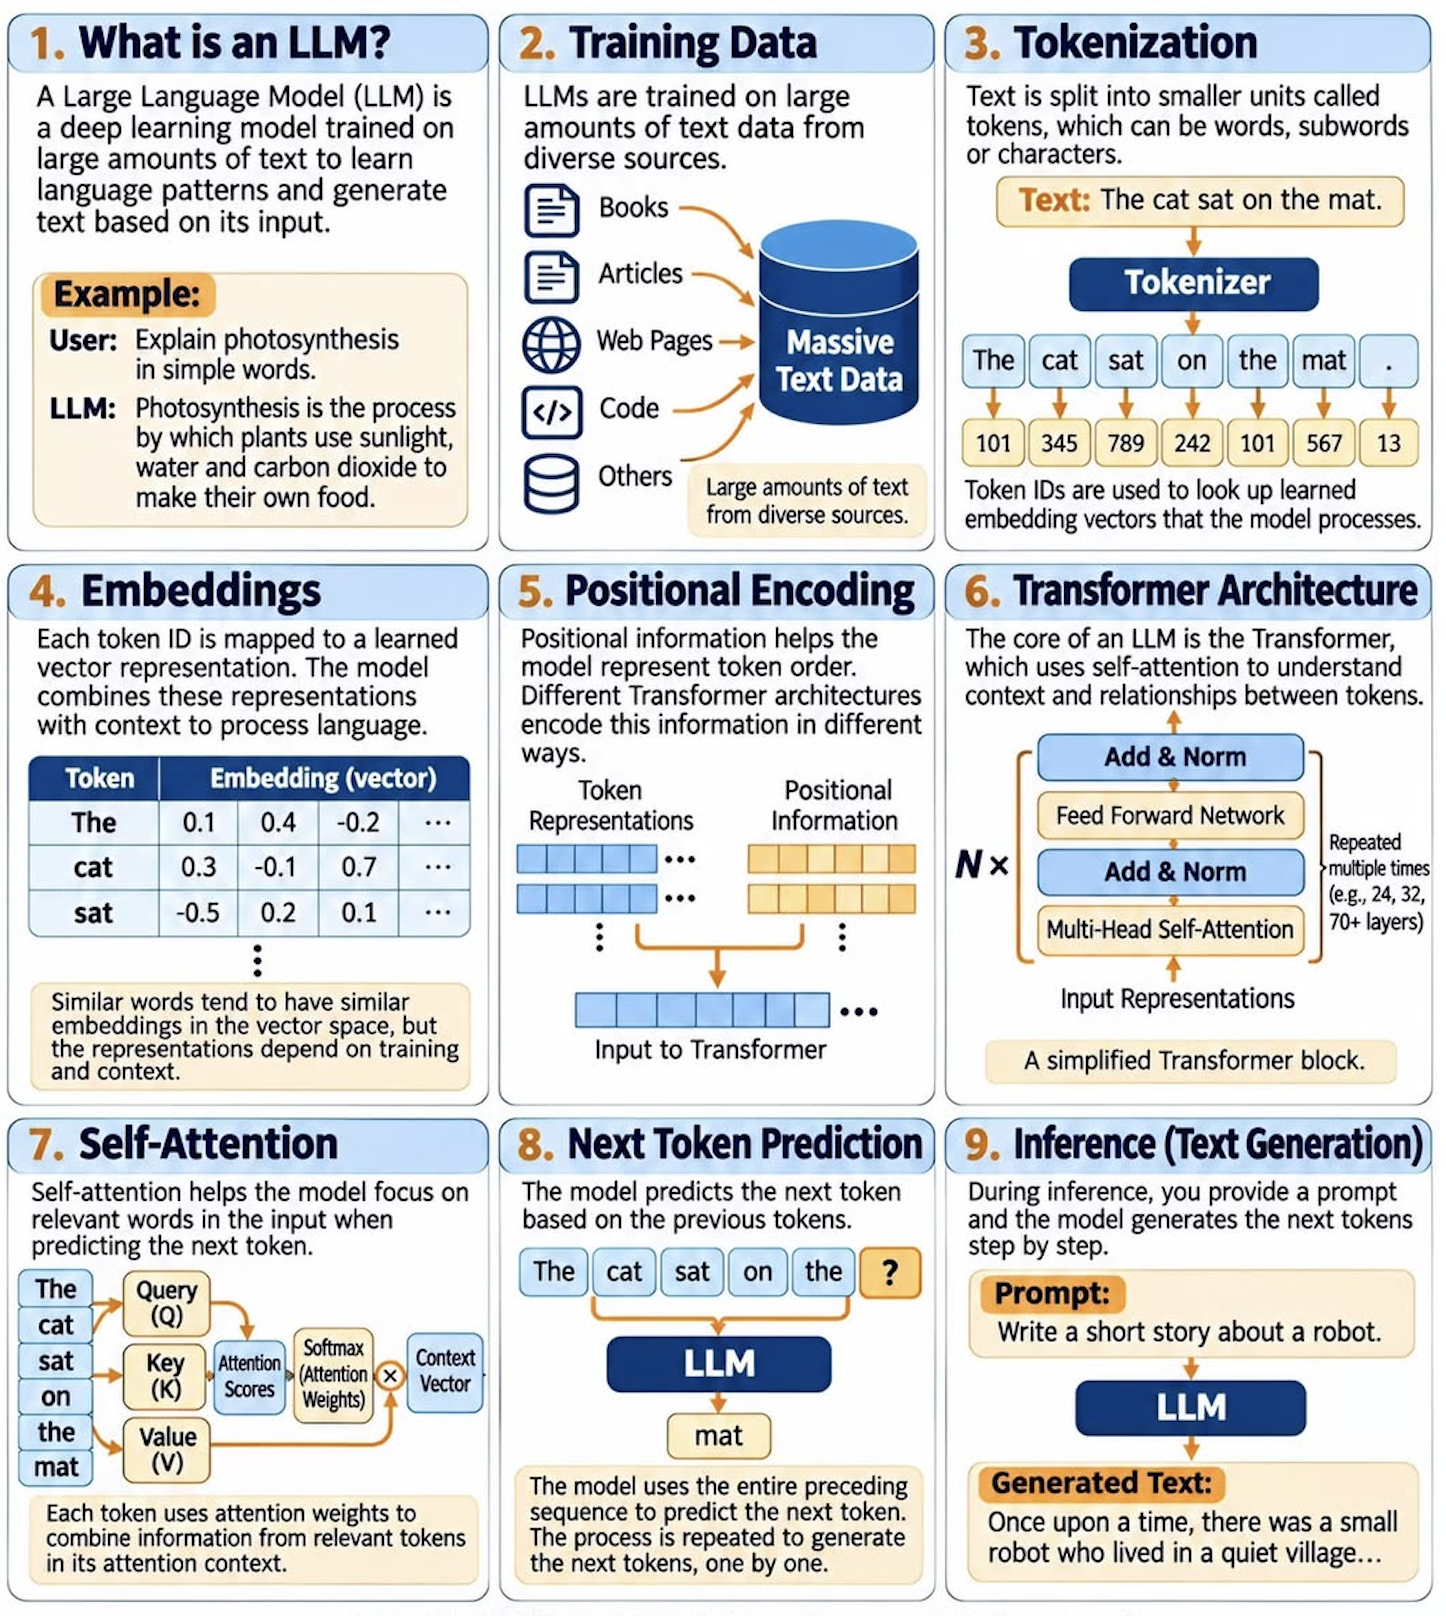 1. What is an LLM?
A Large Language Model (LLM) is
a deep learning model trained on
large amounts of text to learn
language patterns and generate
text based on its input.
Example:
User: Explain photosynthesis
in simple words.
LLM: Photosynthesis is the process
by which plants use sunlight,
water and carbon dioxide to
make their own food.
2. Training Data
LLMs are trained on large
amounts of text data from
diverse sources.
Books
Articles
Web Pages
</> Code
Others
Massive
Text Data
Large amounts of text
from diverse sources.
3. Tokenization
Text is split into smaller units called
tokens, which can be words, subwords
or characters.
Text: The cat sat on the mat.
Tokenizer
The cat sat on the mat .
101 345 789 242 101 567 13
Token IDs are used to look up learned
embedding vectors that the model processes.
4. Embeddings
Each token ID is mapped to a learned
vector representation. The model
combines these representations
with context to process language.
Token Embedding (vector)
The 0.1 0.4 -0.2 ...
cat 0.3 -0.1 0.7 ...
sat -0.5 0.2 0.1 ...
Similar words tend to have similar
embeddings in the vector space, but
the representations depend on training
and context.
5. Positional Encoding
Positional information helps the
model represent token order.
Different Transformer architectures
encode this information in different
ways.
Token
Representations
Positional
Information
Input to Transformer
6. Transformer Architecture
The core of an LLM is the Transformer,
which uses self-attention to understand
context and relationships between tokens.
N×
Add & Norm
Feed Forward Network
Add & Norm
Multi-Head Self-Attention
Repeated
multiple times
(e.g., 24, 32,
70+ layers)
Input Representations
A simplified Transformer block.
7. Self-Attention
Self-attention helps the model focus on
relevant words in the input when
predicting the next token.
The
cat
sat
on
the
mat
Query
(Q)
Key
(K)
Value
(V)
Attention
Scores
Softmax
(Attention
Weights)
×
Context
Vector
Each token uses attention weights to
combine information from relevant tokens
in its attention context.
8. Next Token Prediction
The model predicts the next token
based on the previous tokens.
The cat sat on the ?
LLM
mat
The model uses the entire preceding
sequence to predict the next token.
The process is repeated to generate
the next tokens, one by one.
9. Inference (Text Generation)
During inference, you provide a prompt
and the model generates the next tokens
step by step.
Prompt:
Write a short story about a robot.
LLM
Generated Text:
Once upon a time, there was a small
robot who lived in a quiet village...